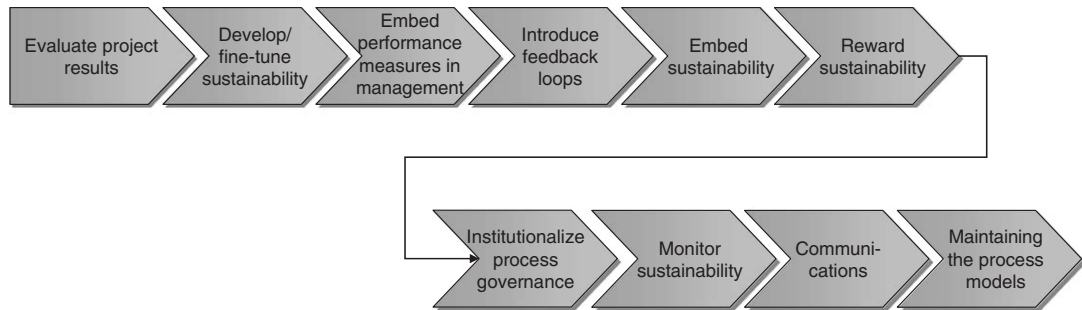 Evaluate project
results
Develop/
fine-tune
sustainability
Embed
performance
measures in
management
Introduce
feedback
loops
Embed
sustainability
Reward
sustainability
Institutionalize
process
governance
Monitor
sustainability
Communi-
cations
Maintaining
the process
models